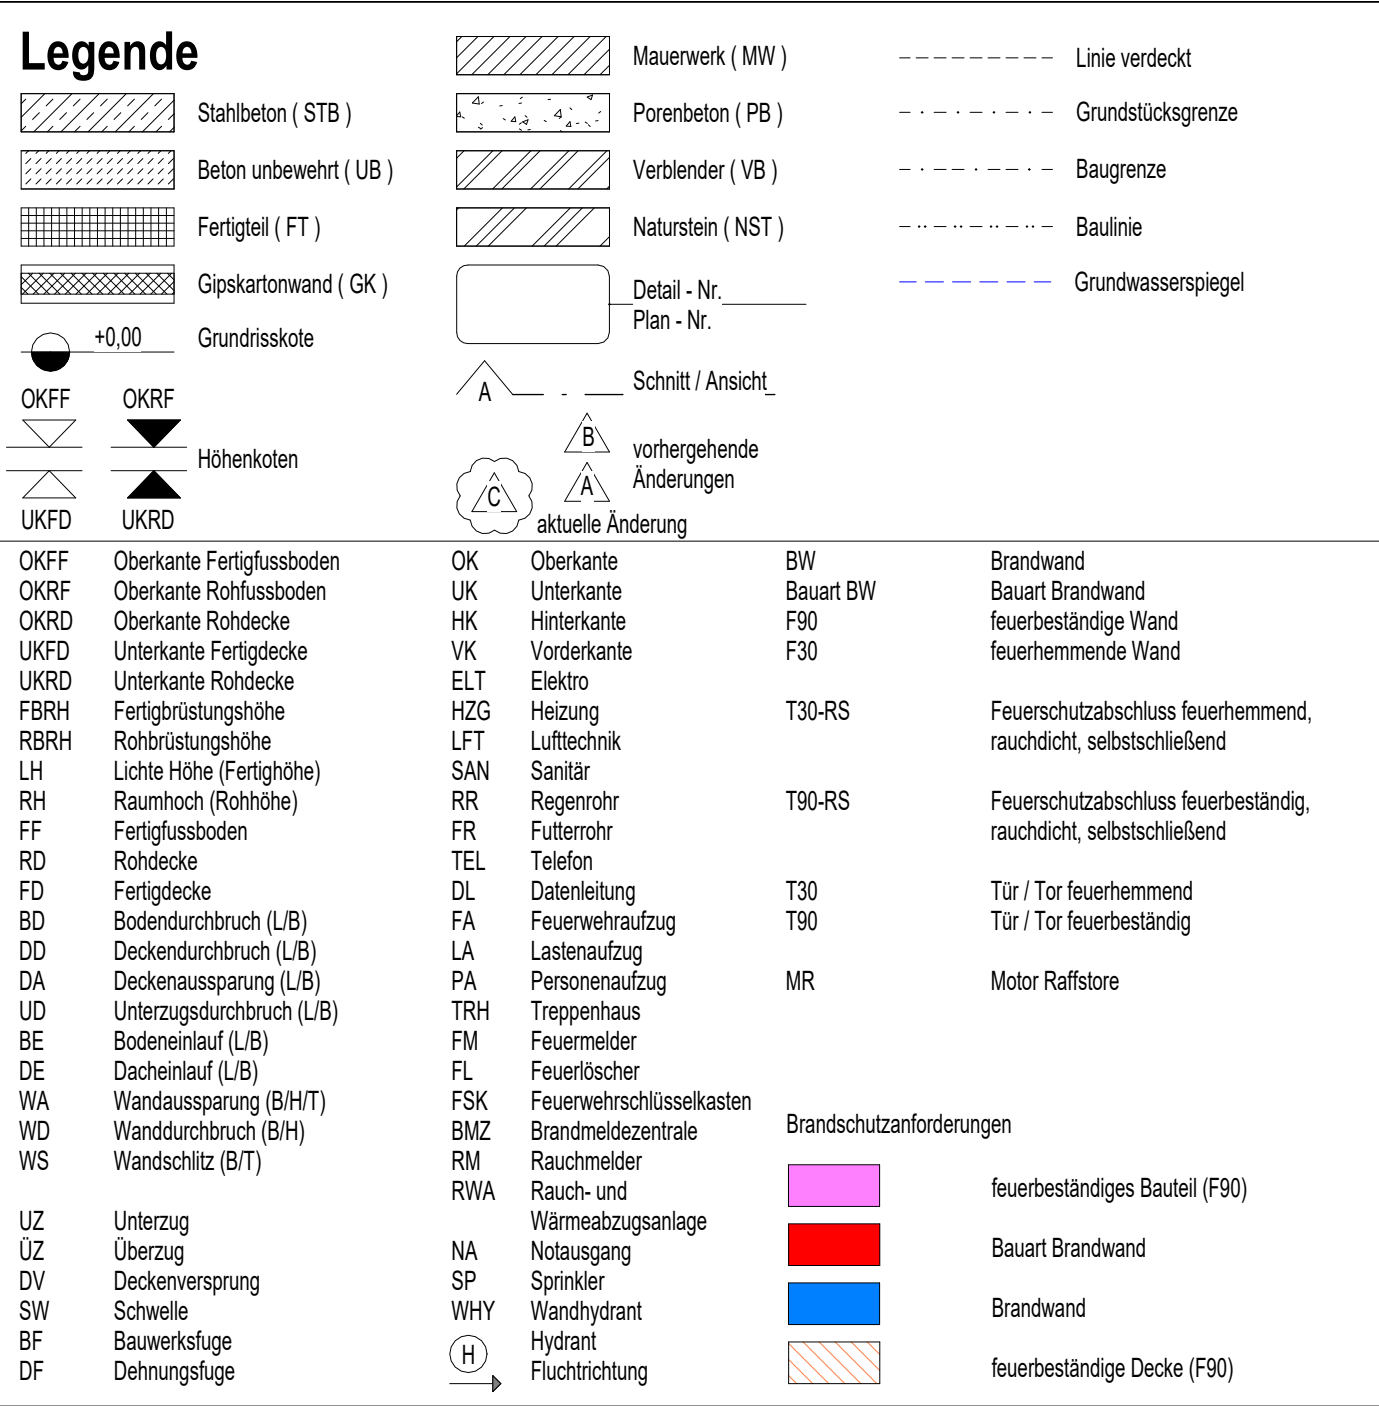 Legende
Stahlbeton ( STB )
Beton unbewehrt ( UB )
Fertigteil ( FT )
Gipskartonwand ( GK )
+0,00 Grundrisskote
OKFF OKRF
Höhenkoten
UKFD UKRD
Mauerwerk ( MW )
Porenbeton ( PB )
Verblender ( VB )
Naturstein ( NST )
Detail - Nr.
Plan - Nr.
A Schnitt / Ansicht
B
vorhergehende
Änderungen
C A
aktuelle Änderung
Linie verdeckt
Grundstücksgrenze
Baugrenze
Baulinie
Grundwasserspiegel
OKFF Oberkante Fertigfussboden
OKRF Oberkante Rohfussboden
OKRD Oberkante Rohdecke
UKFD Unterkante Fertigdecke
UKRD Unterkante Rohdecke
FBRH Fertigbrüstungshöhe
RBRH Rohbrüstungshöhe
LH Lichte Höhe (Fertighöhe)
RH Raumhoch (Rohhöhe)
FF Fertigfussboden
RD Rohdecke
FD Fertigdecke
BD Bodendurchbruch (L/B)
DD Deckendurchbruch (L/B)
DA Deckenaussparung (L/B)
UD Unterzugsdurchbruch (L/B)
BE Bodeneinlauf (L/B)
DE Dacheinlauf (L/B)
WA Wandaussparung (B/H/T)
WD Wanddurchbruch (B/H)
WS Wandschlitz (B/T)
UZ Unterzug
ÜZ Überzug
DV Deckenversprung
SW Schwelle
BF Bauwerksfuge
DF Dehnungsfuge
OK Oberkante
UK Unterkante
HK Hinterkante
VK Vorderkante
ELT Elektro
HZG Heizung
LFT Lufttechnik
SAN Sanitär
RR Regenrohr
FR Futterrohr
TEL Telefon
DL Datenleitung
FA Feuerwehraufzug
LA Lastenaufzug
PA Personenaufzug
TRH Treppenhaus
FM Feuermelder
FL Feuerlöscher
FSK Feuerwehrschlüsselkasten
BMZ Brandmeldezentrale
RM Rauchmelder
RWA Rauch- und
Wärmeabzugsanlage
NA Notausgang
SP Sprinkler
WHY Wandhydrant
H Hydrant
Fluchtrichtung
BW Brandwand
Bauart BW Bauart Brandwand
F90 feuerbeständige Wand
F30 feuerhemmende Wand
T30-RS Feuerschutzabschluss feuerhemmend,
rauchdicht, selbstschließend
T90-RS Feuerschutzabschluss feuerbeständig,
rauchdicht, selbstschließend
T30 Tür / Tor feuerhemmend
T90 Tür / Tor feuerbeständig
MR Motor Raffstore
Brandschutzanforderungen
feuerbeständiges Bauteil (F90)
Bauart Brandwand
Brandwand
feuerbeständige Decke (F90)